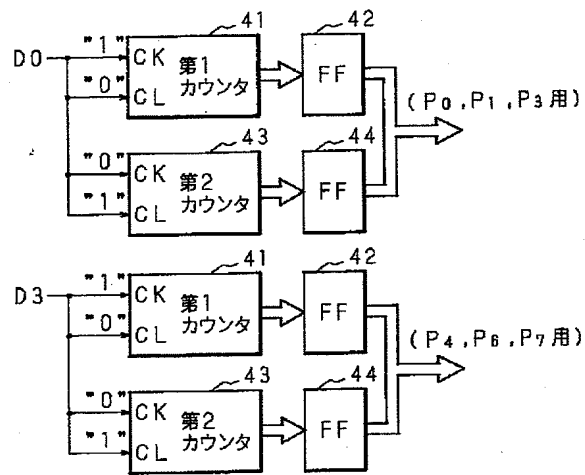 41
42
D0
"1"
CK
第1
カウンタ
"0"
CL
FF
(P0,P1,P3用)
43
44
"0"
CK
第2
カウンタ
"1"
CL
FF
41
42
D3
"1"
CK
第1
カウンタ
"0"
CL
FF
(P4,P6,P7用)
43
44
"0"
CK
第2
カウンタ
"1"
CL
FF